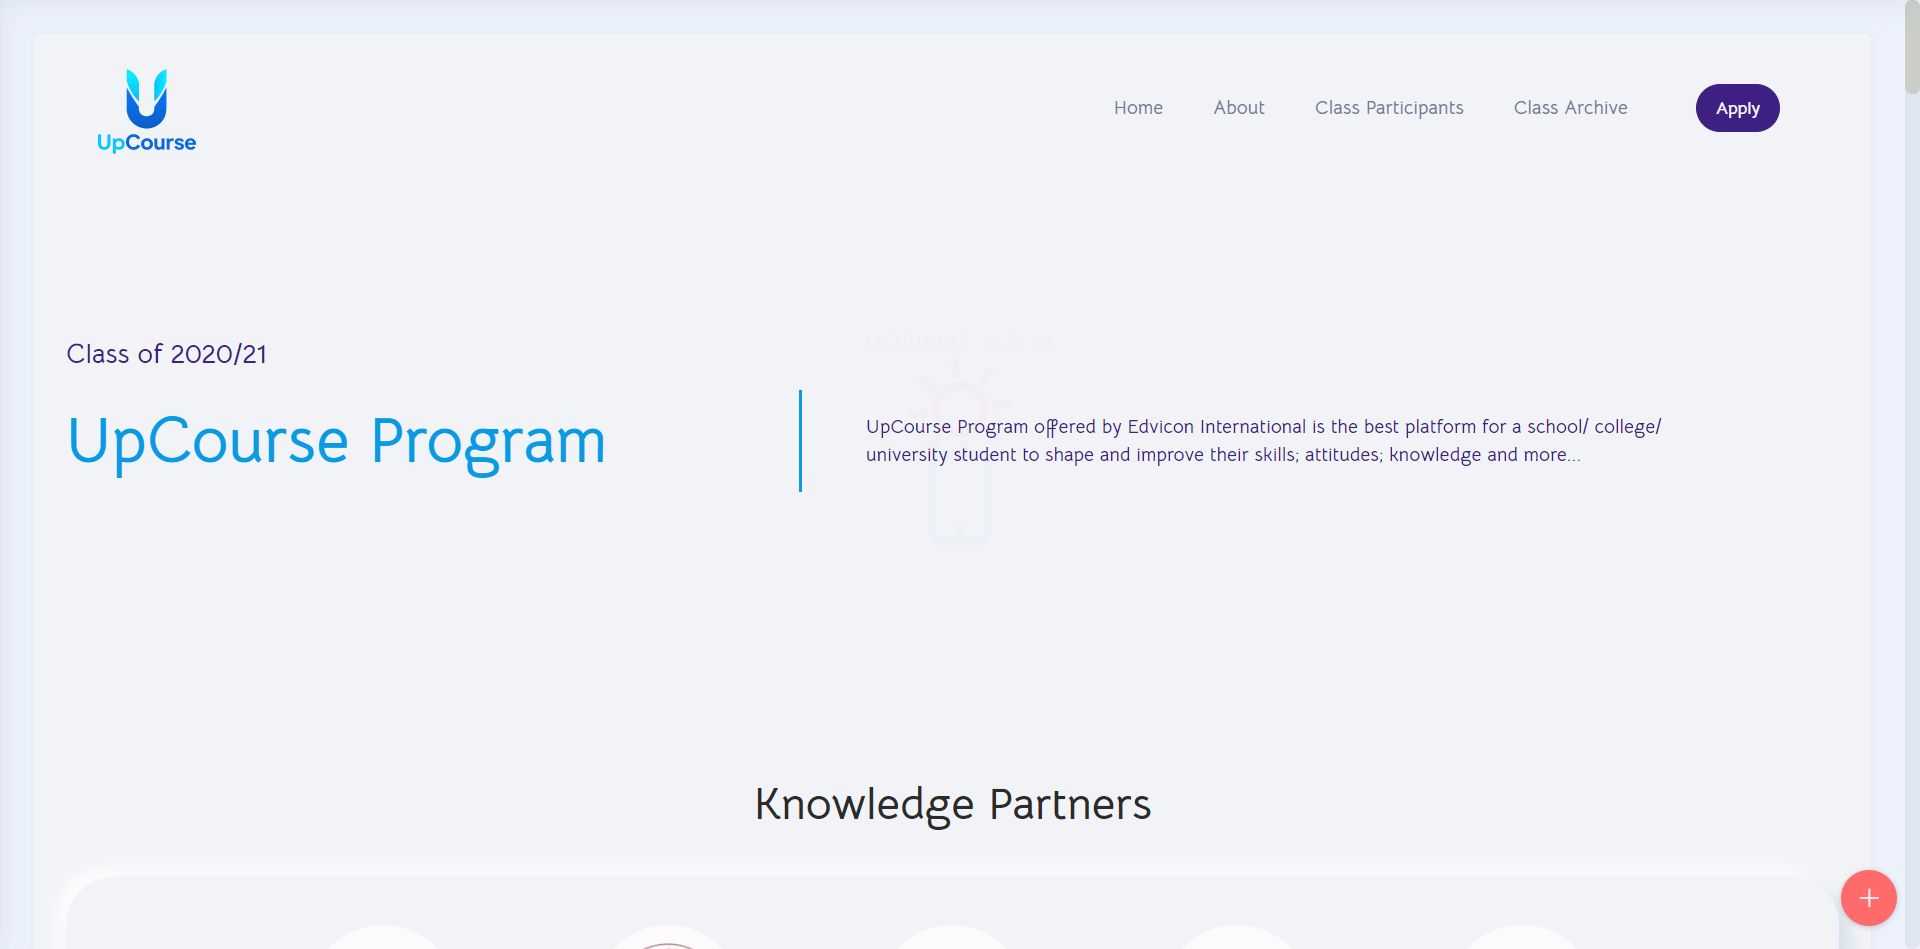 UpCourse
Home
About
Class Participants
Class Archive
Apply
Class of 2020/21
MOBIRISE 5.3.10
UpCourse Program
UpCourse Program offered by Edvicon International is the best platform for a school/ college/
university student to shape and improve their skills; attitudes; knowledge and more...
Knowledge Partners